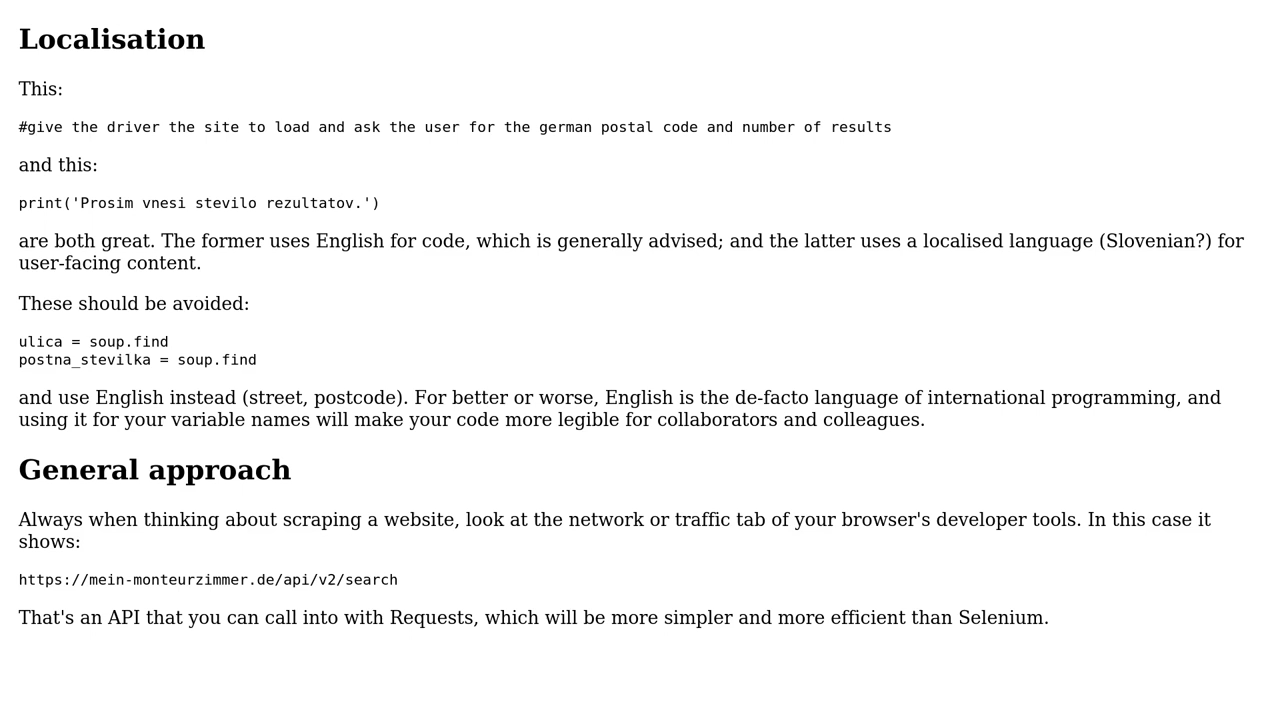 Localisation
This:
#give the driver the site to load and ask the user for the german postal code and number of results
and this:
print('Prosim vnesi stevilo rezultatov.')
are both great. The former uses English for code, which is generally advised; and the latter uses a localised language (Slovenian?) for
user-facing content.
These should be avoided:
ulica = soup.find
postna_stevilka = soup.find
and use English instead (street, postcode). For better or worse, English is the de-facto language of international programming, and
using it for your variable names will make your code more legible for collaborators and colleagues.
General approach
Always when thinking about scraping a website, look at the network or traffic tab of your browser's developer tools. In this case it
shows:
https://mein-monteurzimmer.de/api/v2/search
That's an API that you can call into with Requests, which will be more simpler and more efficient than Selenium.